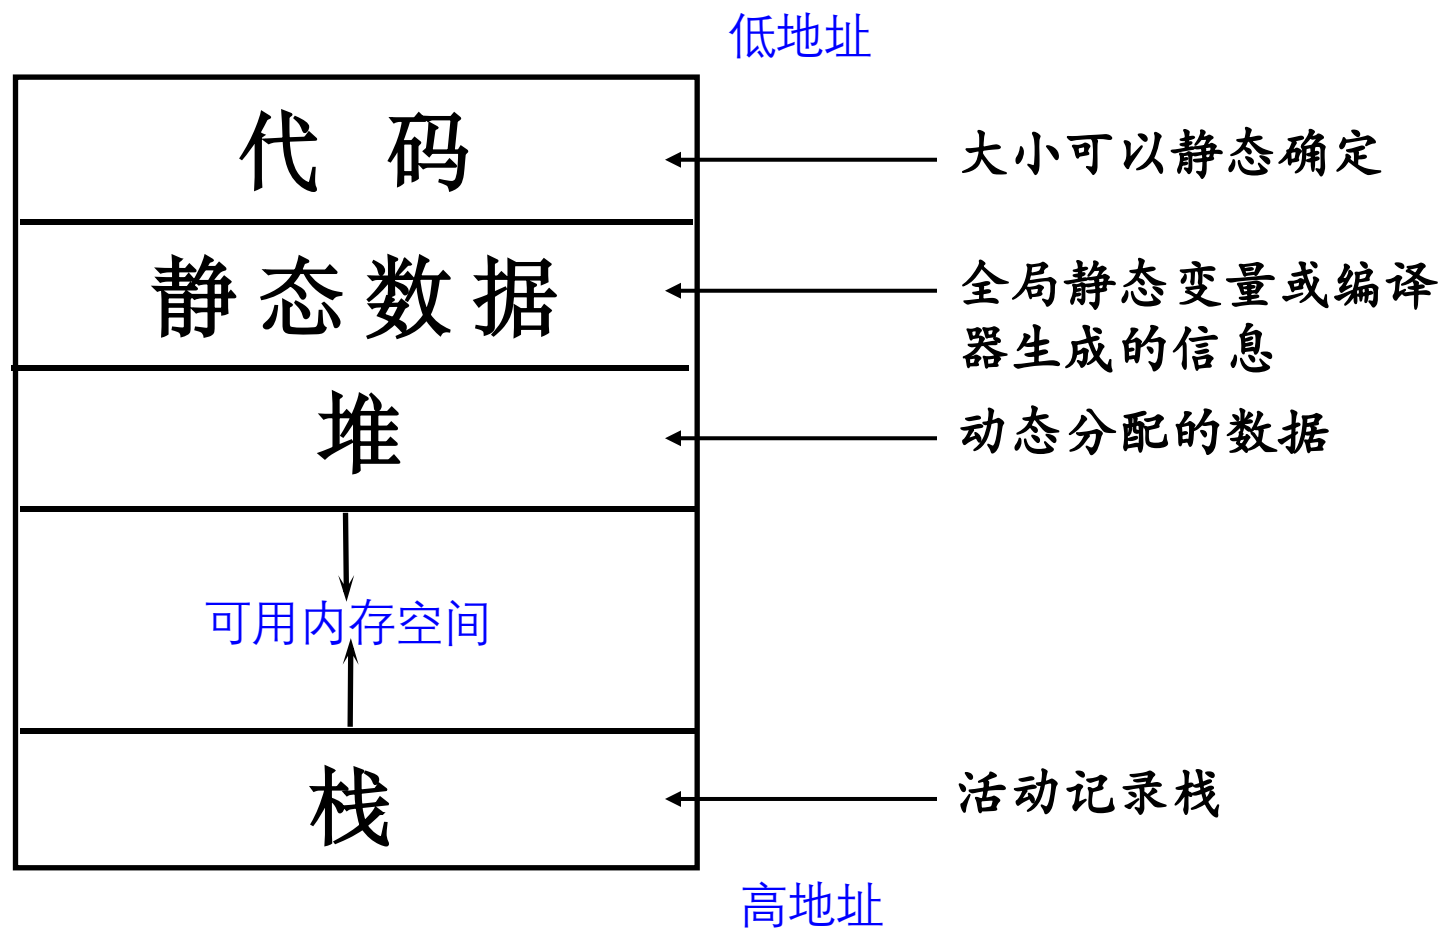 低地址
代 码
大小可以静态确定
静态数据
全局静态变量或编译
器生成的信息
堆
动态分配的数据
可用内存空间
栈
活动记录栈
高地址